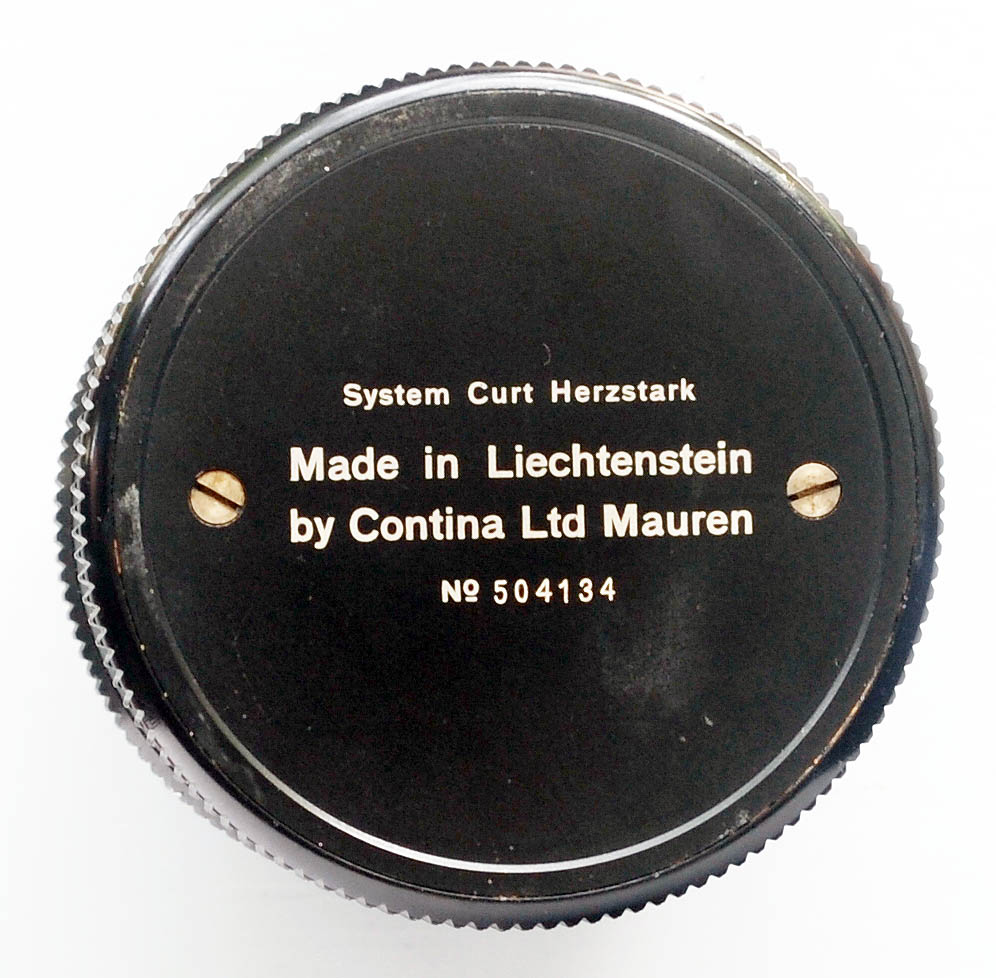 System Curt Herzstark
Made in Liechtenstein
by Contina Ltd Mauren
Nº 504134